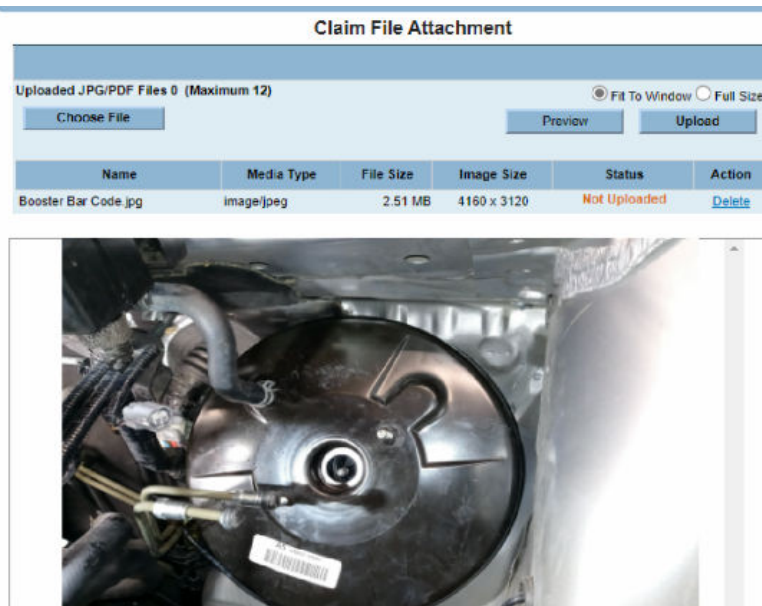 Claim File Attachment
Uploaded JPG/PDF Files 0 (Maximum 12)
Fit To Window Full Size
Choose File
Preview Upload
Name Media Type File Size Image Size Status Action
Booster Bar Code.jpg image/jpeg 2.51 MB 4160 x 3120 Not Uploaded Delete